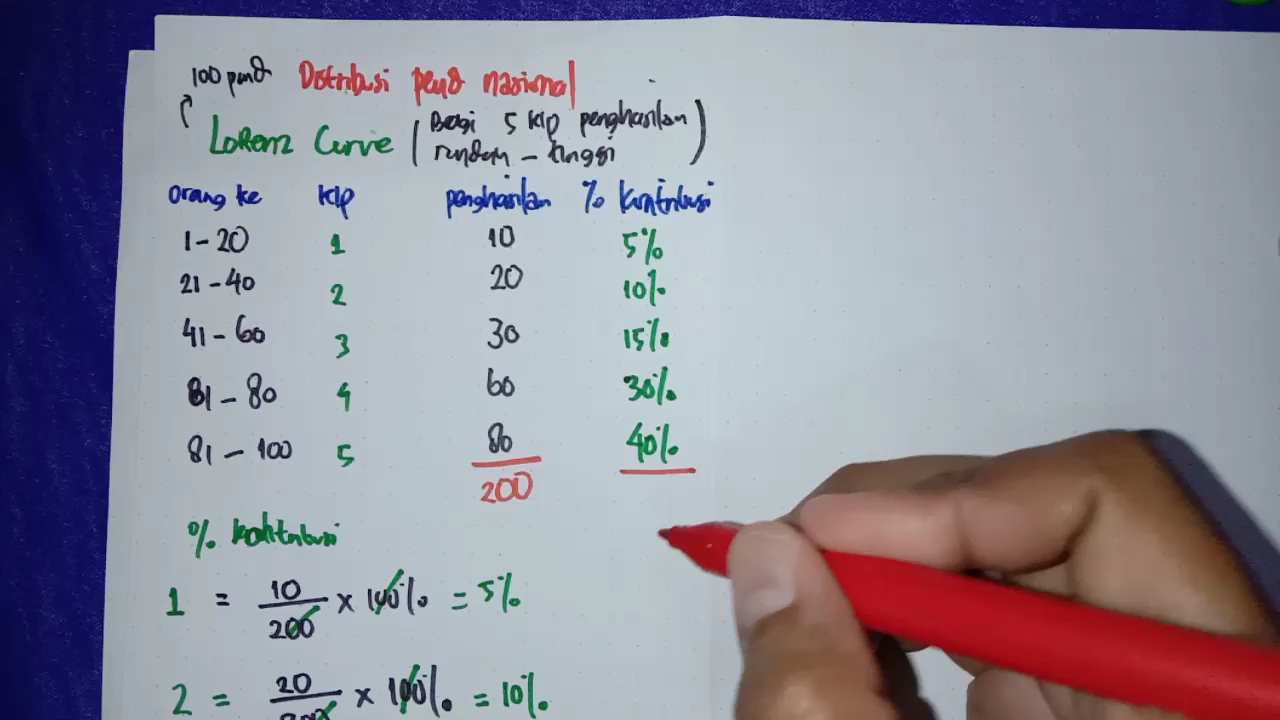 100 pend Distribusi pend nasional
Lorenz Curve (Bagi 5 klp penghasilan
rendah - tinggi)
orang ke klp penghasilan % kontribusi
1-20 1 10 5%
21-40 2 20 10%
41-60 3 30 15%
81-80 4 60 30%
81-100 5 80 40%
200
% kontribusi
1 = 10/200 x 100% = 5%
2 = 20/200 x 100% = 10%